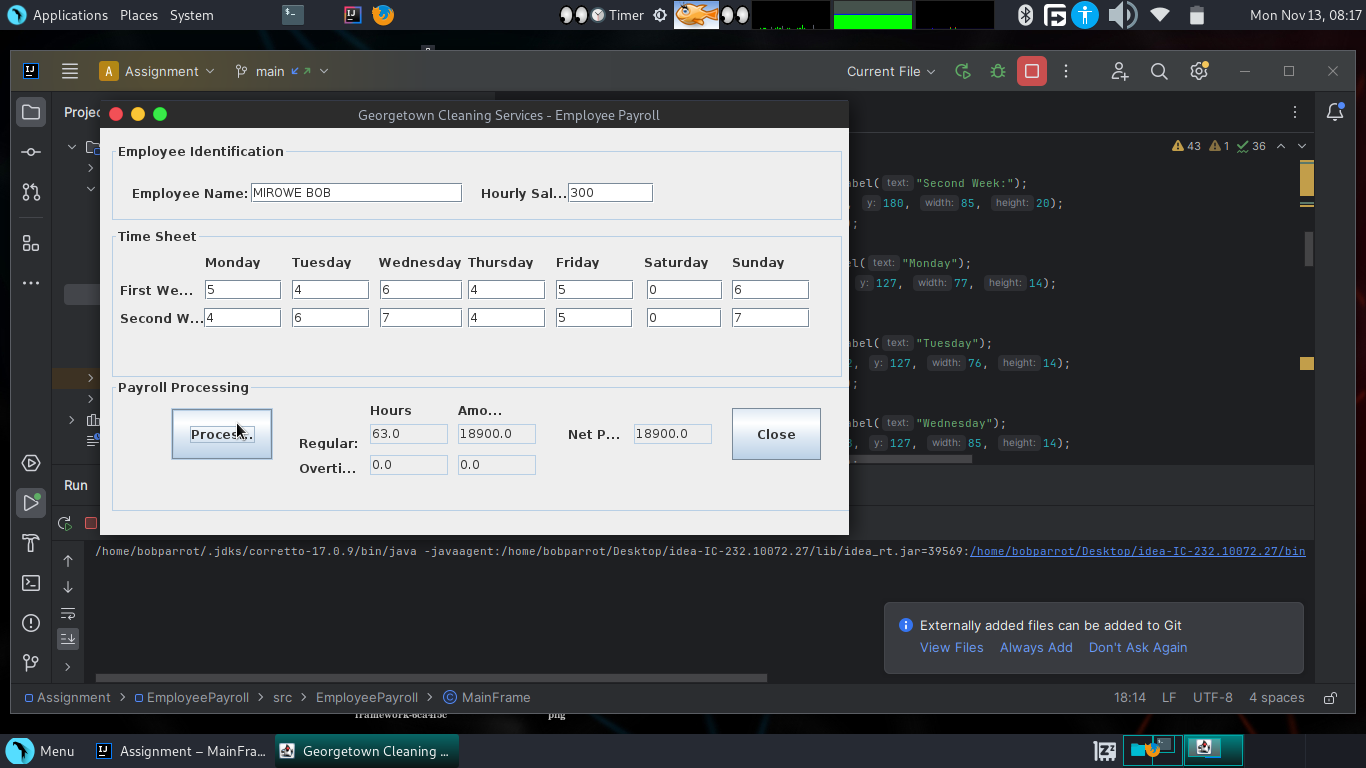 Applications Places System Timer Mon Nov 13, 08:17
A Assignment main Current File
Projec
Georgetown Cleaning Services - Employee Payroll
Employee Identification
Employee Name: MIROWE BOB Hourly Sal... 300
Time Sheet
Monday Tuesday Wednesday Thursday Friday Saturday Sunday
First We... 5 4 6 4 5 0 6
Second W... 4 6 7 4 5 0 7
Payroll Processing
Hours Amo...
Proces... Regular: 63.0 18900.0 Net P... 18900.0 Close
Overti... 0.0 0.0
43 1 36
abel( text: "Second Week:");
, y: 180, width: 85, height: 20);
;
el( text: "Monday");
y: 127, width: 77, height: 14);
abel( text: "Tuesday");
, y: 127, width: 76, height: 14);
;
abel( text: "Wednesday");
, y: 127, width: 85, height: 14);
Run
/home/bobparrot/.jdks/corretto-17.0.9/bin/java -javaagent:/home/bobparrot/Desktop/idea-IC-232.10072.27/lib/idea_rt.jar=39569:/home/bobparrot/Desktop/idea-IC-232.10072.27/bin
Externally added files can be added to Git
View Files Always Add Don't Ask Again
Assignment > EmployeePayroll > src > EmployeePayroll > MainFrame 18:14 LF UTF-8 4 spaces
png
Menu Assignment – MainFra... Georgetown Cleaning ...